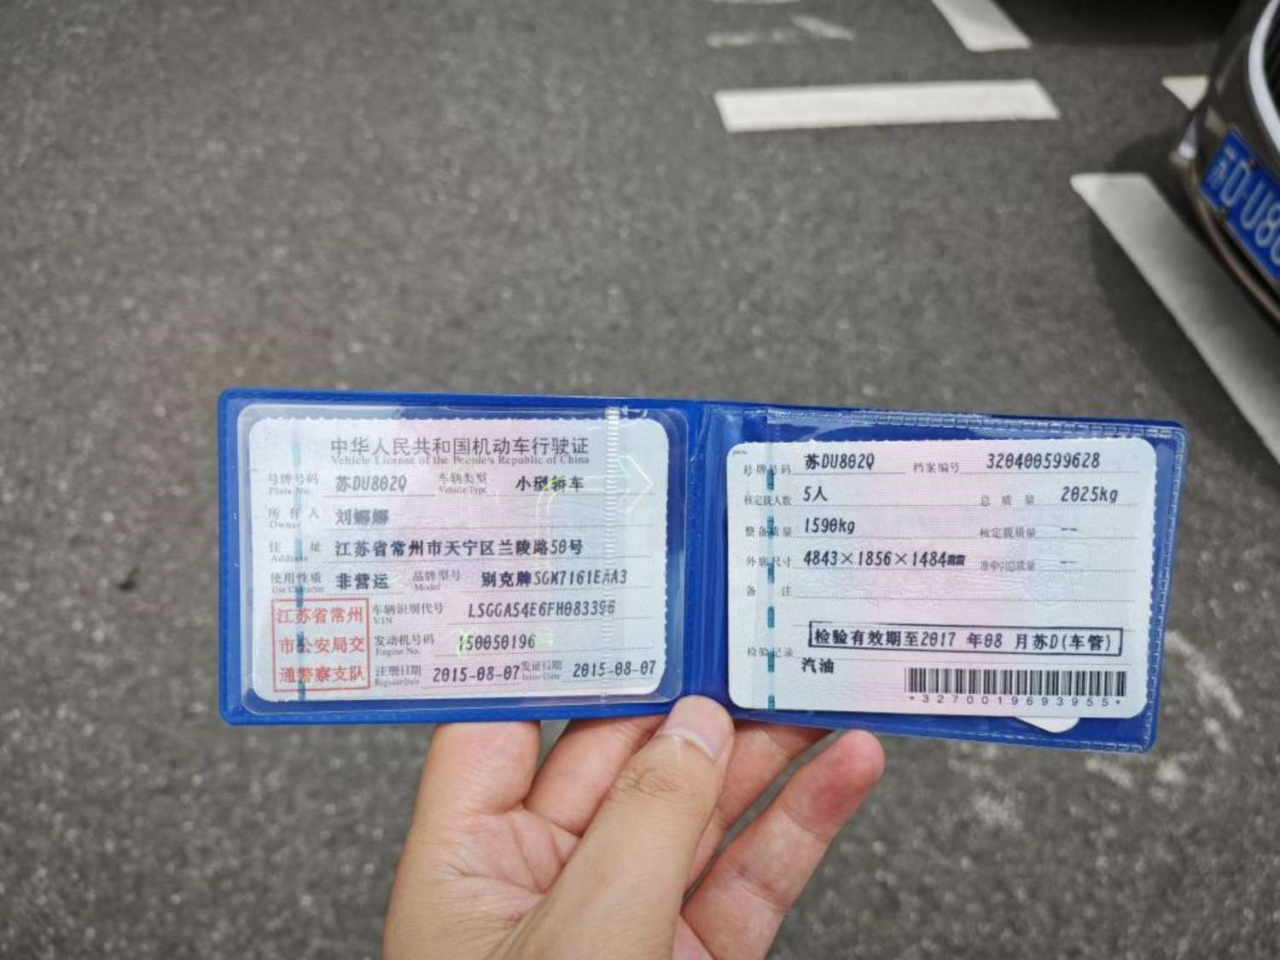 中华人民共和国机动车行驶证
Vehicle License of the People's Republic of China
号牌号码 苏DU802Q 车辆类型 小型轿车
Plate No. Vehicle Type
所有人 刘娜娜
Owner
住址 江苏省常州市天宁区兰陵路50号
Address
使用性质 非营运 品牌型号 别克牌SGM7161EAA3
Use Character Model
江苏省常州
市公安局交
通警察支队
车辆识别代号 LSGGA54E6FH083396
VIN
发动机号码 150050196
Engine No.
注册日期 2015-08-07 发证日期 2015-08-07
Register Date Issue Date
号牌号码 苏DU802Q 档案编号 320400599628
核定载人数 5人 总质量 2025kg
整备质量 1590kg 核定载质量 --
外廓尺寸 4843×1856×1484 准牵引总质量 --
备注
检验有效期至2017 年08 月苏D(车管)
检验记录
汽油
*3270019693955*
苏D·U80